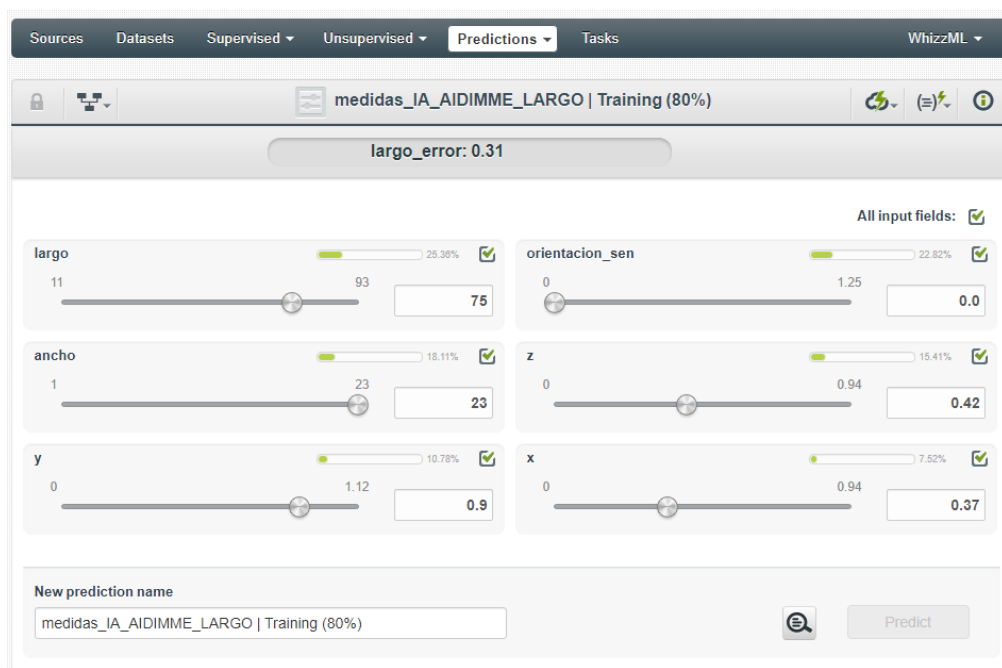 Sources Datasets Supervised Unsupervised Predictions Tasks WhizzML
medidas_IA_AIDIMME_LARGO | Training (80%)
largo_error: 0.31
All input fields:
largo 25.36% orientacion_sen 22.82%
11 93 75 0 1.25 0.0
ancho 18.11% z 15.41%
1 23 23 0 0.94 0.42
y 10.78% x 7.52%
0 1.12 0.9 0 0.94 0.37
New prediction name
medidas_IA_AIDIMME_LARGO | Training (80%) Predict